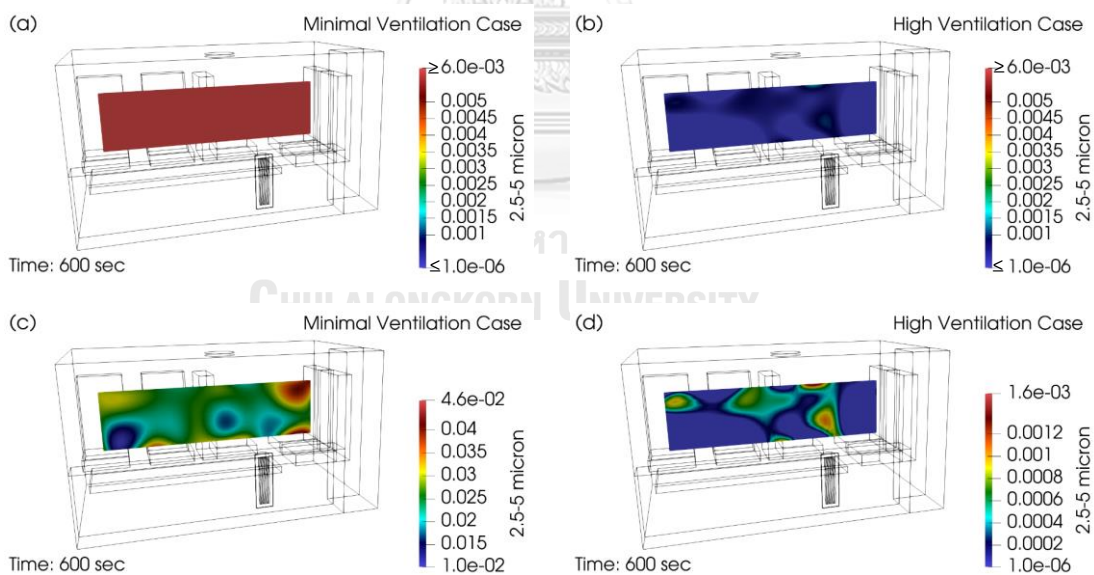 (a)
Minimal Ventilation Case
≥6.0e-03
0.005
0.0045
0.004
0.0035
0.003
0.0025
0.002
0.0015
0.001
≤1.0e-06
2.5-5 micron
Time: 600 sec
(b)
High Ventilation Case
≥6.0e-03
0.005
0.0045
0.004
0.0035
0.003
0.0025
0.002
0.0015
0.001
≤1.0e-06
2.5-5 micron
Time: 600 sec
CHULALONGKORN UNIVERSITY
(c)
Minimal Ventilation Case
4.6e-02
0.04
0.035
0.03
0.025
0.02
0.015
1.0e-02
2.5-5 micron
Time: 600 sec
(d)
High Ventilation Case
1.6e-03
0.0012
0.001
0.0008
0.0006
0.0004
0.0002
1.0e-06
2.5-5 micron
Time: 600 sec